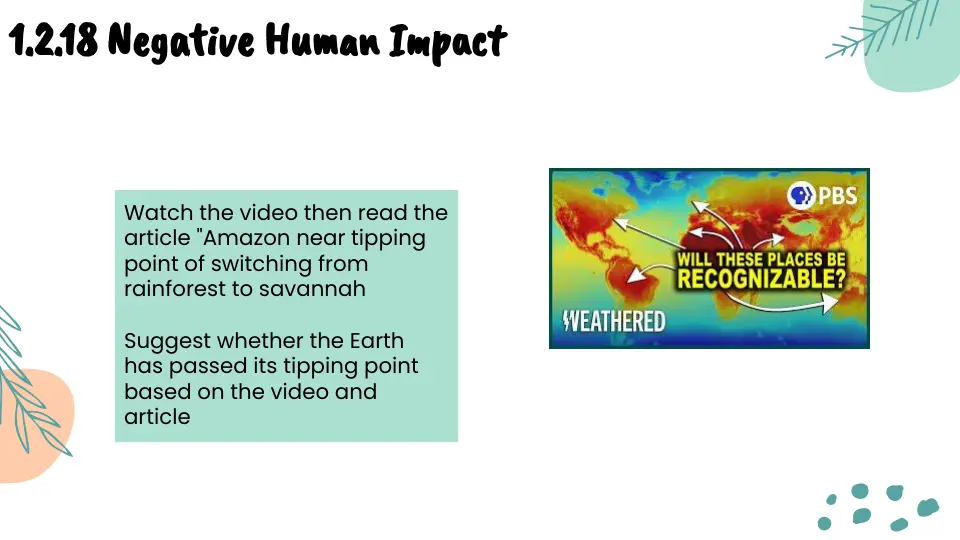 1.2.18 Negative Human Impact
Watch the video then read the
article "Amazon near tipping
point of switching from
rainforest to savannah
Suggest whether the Earth
has passed its tipping point
based on the video and
article
PBS
WILL THESE PLACES BE
RECOGNIZABLE?
WEATHERED